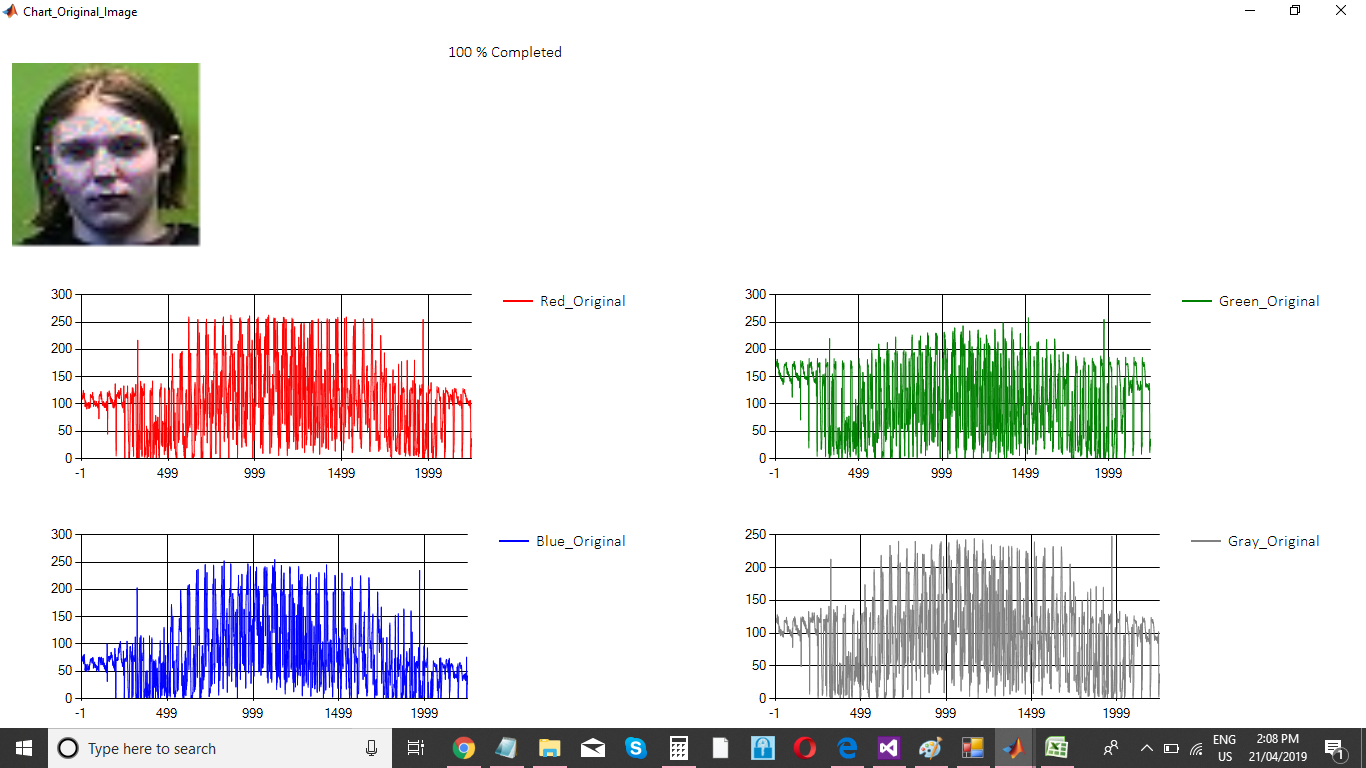 Chart_Original_Image
100 % Completed
300
250
200
150
100
50
0
-1 499 999 1499 1999
Red_Original
300
250
200
150
100
50
0
-1 499 999 1499 1999
Green_Original
300
250
200
150
100
50
0
-1 499 999 1499 1999
Blue_Original
250
200
150
100
50
0
-1 499 999 1499 1999
Gray_Original
Type here to search
ENG
US
2:08 PM
21/04/2019
1